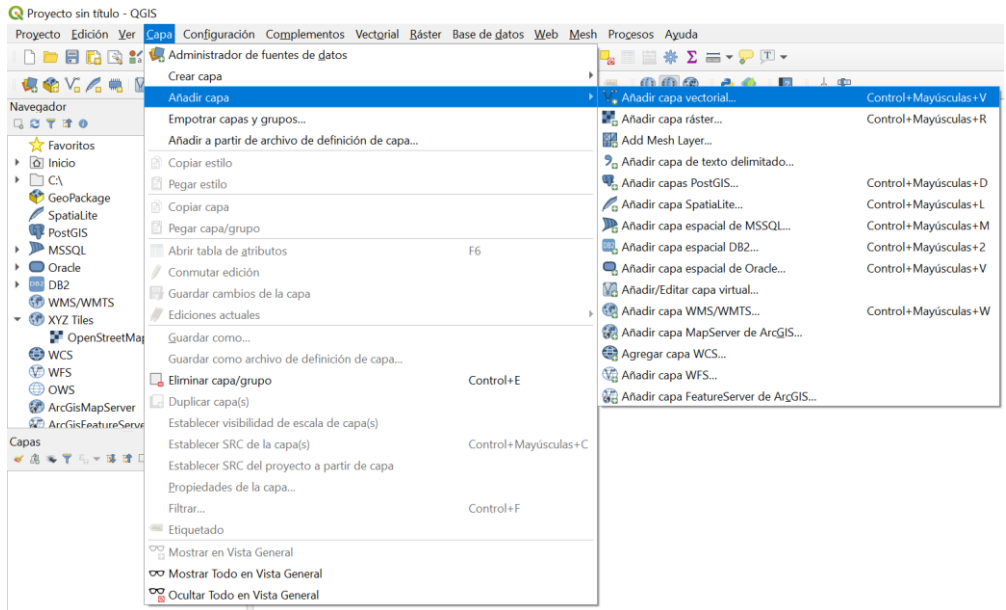 Proyecto sin título - QGIS
Proyecto Edición Ver Capa Configuración Complementos Vectorial Ráster Base de datos Web Mesh Procesos Ayuda
Navegador
Favoritos
Inicio
C:\
GeoPackage
SpatiaLite
PostGIS
MSSQL
Oracle
DB2
WMS/WMTS
XYZ Tiles
OpenStreetMap
WCS
WFS
OWS
ArcGisMapServer
ArcGisFeatureServe
Capas
Administrador de fuentes de datos
Crear capa
Añadir capa
Empotrar capas y grupos...
Añadir a partir de archivo de definición de capa...
Copiar estilo
Pegar estilo
Copiar capa
Pegar capa/grupo
Abrir tabla de atributos F6
Conmutar edición
Guardar cambios de la capa
Ediciones actuales
Guardar como...
Guardar como archivo de definición de capa...
Eliminar capa/grupo Control+E
Duplicar capa(s)
Establecer visibilidad de escala de capa(s)
Establecer SRC de la capa(s) Control+Mayúsculas+C
Establecer SRC del proyecto a partir de capa
Propiedades de la capa...
Filtrar... Control+F
Etiquetado
Mostrar en Vista General
Mostrar Todo en Vista General
Ocultar Todo en Vista General
Añadir capa vectorial... Control+Mayúsculas+V
Añadir capa ráster... Control+Mayúsculas+R
Add Mesh Layer...
Añadir capa de texto delimitado...
Añadir capas PostGIS... Control+Mayúsculas+D
Añadir capa SpatiaLite... Control+Mayúsculas+L
Añadir capa espacial de MSSQL... Control+Mayúsculas+M
Añadir capa espacial DB2... Control+Mayúsculas+2
Añadir capa espacial de Oracle... Control+Mayúsculas+V
Añadir/Editar capa virtual...
Añadir capa WMS/WMTS... Control+Mayúsculas+W
Añadir capa MapServer de ArcGIS...
Agregar capa WCS...
Añadir capa WFS...
Añadir capa FeatureServer de ArcGIS...